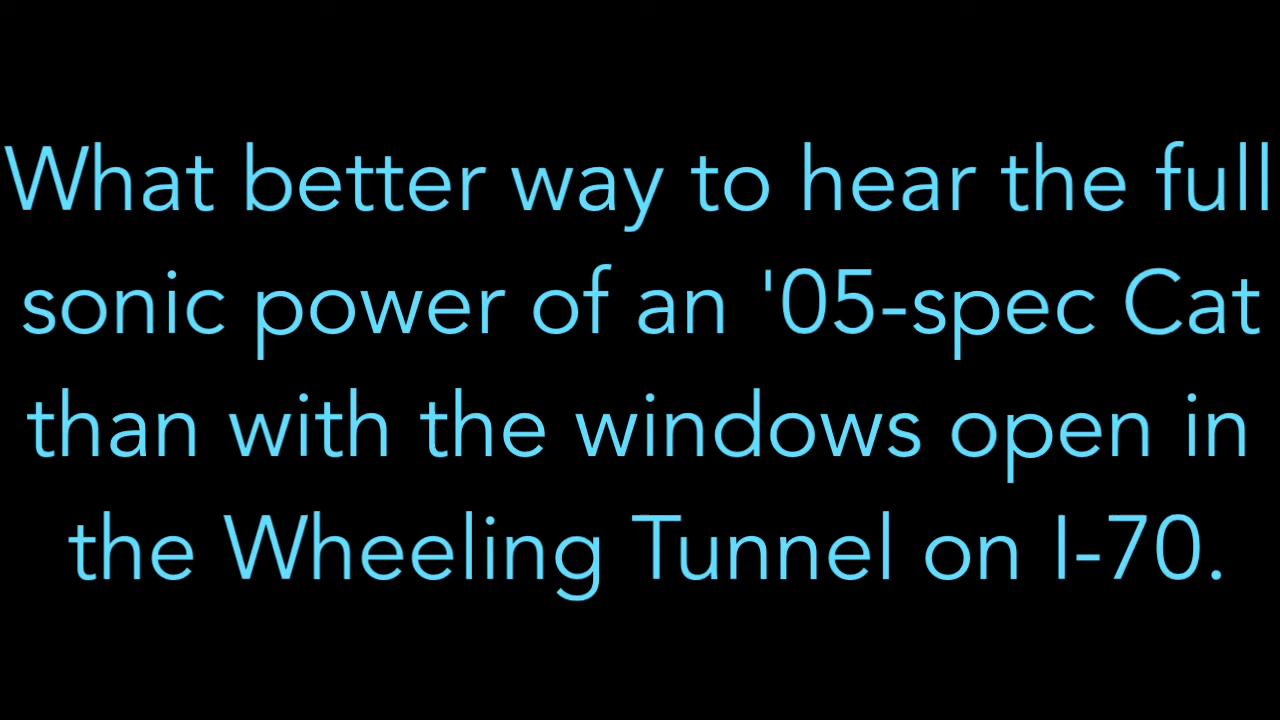 What better way to hear the full
sonic power of an '05-spec Cat
than with the windows open in
the Wheeling Tunnel on I-70.